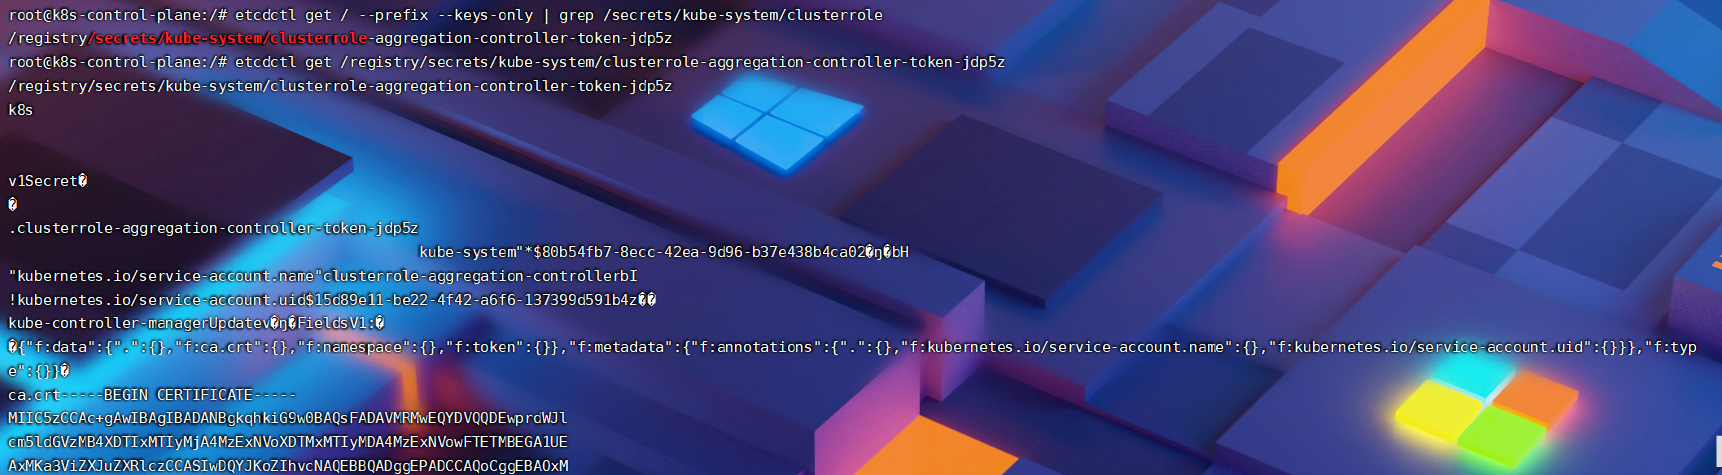 root@k8s-control-plane:/# etcdctl get / --prefix --keys-only | grep /secrets/kube-system/clusterrole
/registry/secrets/kube-system/clusterrole-aggregation-controller-token-jdp5z
root@k8s-control-plane:/# etcdctl get /registry/secrets/kube-system/clusterrole-aggregation-controller-token-jdp5z
/registry/secrets/kube-system/clusterrole-aggregation-controller-token-jdp5z
k8s
v1Secret�
�
.clusterrole-aggregation-controller-token-jdp5z
kube-system"*$80b54fb7-8ecc-42ea-9d96-b37e438b4ca02�ŋ�bH
"kubernetes.io/service-account.name"clusterrole-aggregation-controllerbI
!kubernetes.io/service-account.uid$15d89e11-be22-4f42-a6f6-137399d591b4z��
kube-controller-managerUpdatev�ŋ�FieldsV1:�
�{"f:data":{".":{},"f:ca.crt":{},"f:namespace":{},"f:token":{}},"f:metadata":{"f:annotations":{".":{},"f:kubernetes.io/service-account.name":{},"f:kubernetes.io/service-account.uid":{}}},"f:typ
e":{}}�
ca.crt-----BEGIN CERTIFICATE-----
MIIC5zCCAc+gAwIBAgIBADANBgkqhkiG9w0BAQsFADAVMRMwEQYDVQQDEwprdWJl
cm5ldGVzMB4XDTIxMTIyMjA4MzExNVoXDTMxMTIyMDA4MzExNVowFTETMBEGA1UE
AxMKa3ViZXJuZXRlczCCASIwDQYJKoZIhvcNAQEBBQADggEPADCCAQoCggEBAOxM